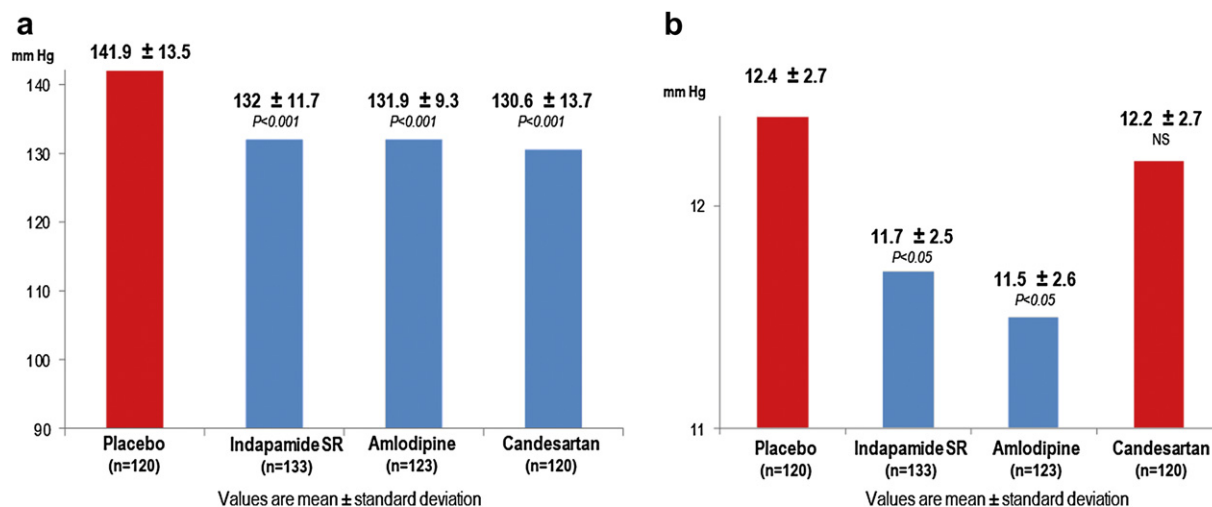 a
mm Hg
141.9 ± 13.5
132 ± 11.7
P<0.001
131.9 ± 9.3
P<0.001
130.6 ± 13.7
P<0.001
140
130
120
110
100
90
Placebo
(n=120)
Indapamide SR
(n=133)
Amlodipine
(n=123)
Candesartan
(n=120)
Values are mean ± standard deviation
b
mm Hg
12.4 ± 2.7
11.7 ± 2.5
P<0.05
11.5 ± 2.6
P<0.05
12.2 ± 2.7
NS
12
11
Placebo
(n=120)
Indapamide SR
(n=133)
Amlodipine
(n=123)
Candesartan
(n=120)
Values are mean ± standard deviation